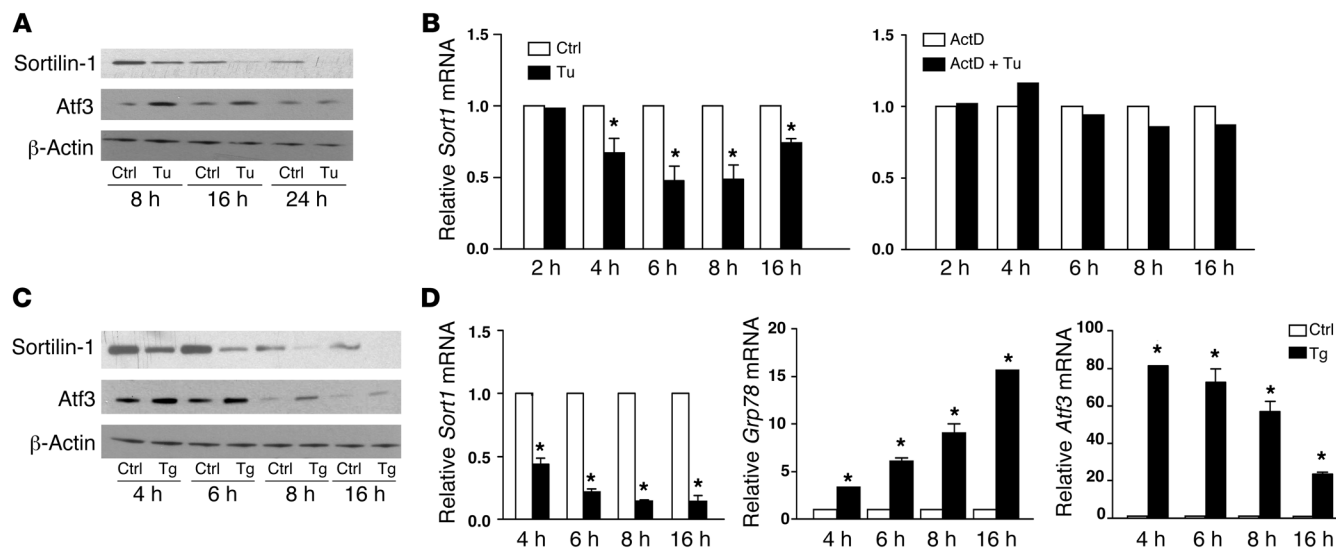 A
Sortilin-1
Atf3
β-Actin
Ctrl Tu Ctrl Tu Ctrl Tu
8 h 16 h 24 h
B
Relative Sort1 mRNA
1.5
1.0
0.5
0.0
Ctrl
Tu
* * * *
2 h 4 h 6 h 8 h 16 h
1.5
1.0
0.5
0.0
ActD
ActD + Tu
2 h 4 h 6 h 8 h 16 h
C
Sortilin-1
Atf3
β-Actin
Ctrl Tg Ctrl Tg Ctrl Tg Ctrl Tg
4 h 6 h 8 h 16 h
D
Relative Sort1 mRNA
1.5
1.0
0.5
0.0
* * * *
4 h 6 h 8 h 16 h
Relative Grp78 mRNA
20
15
10
5
0
* * * *
4 h 6 h 8 h 16 h
Relative Atf3 mRNA
100
80
60
40
20
0
* * * *
4 h 6 h 8 h 16 h
Ctrl
Tg